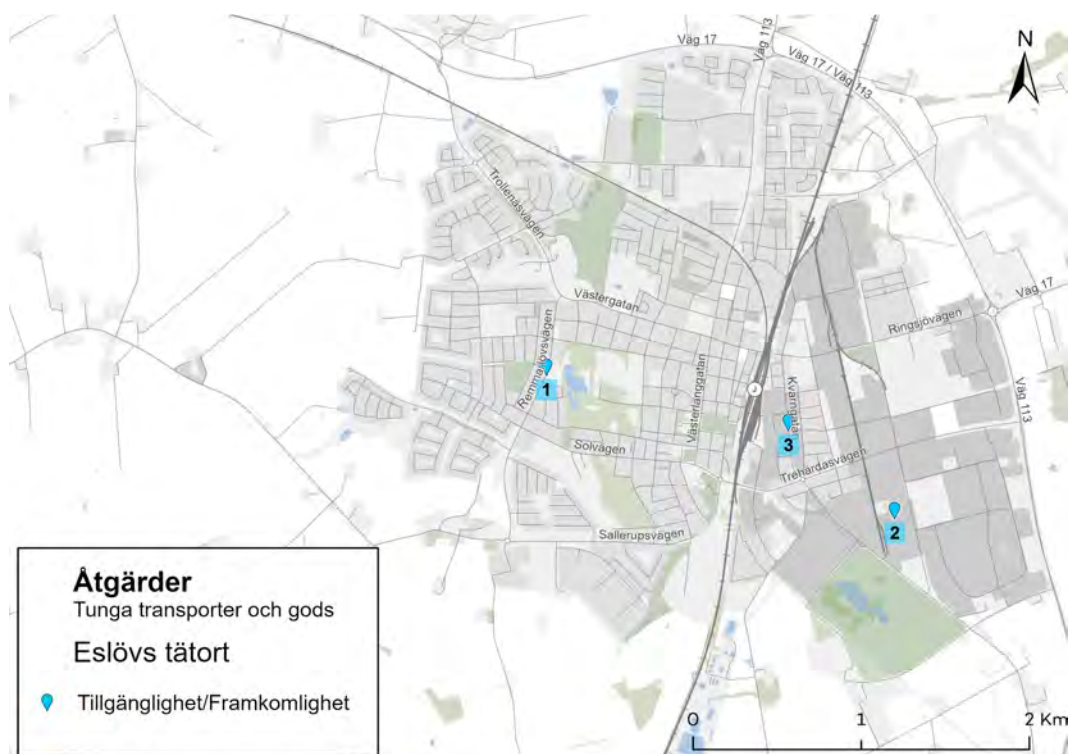 Väg 17
Väg 113
Väg 17 / Väg 113
N
Trollenäsvägen
Västergatan
Remmarlövsvägen
Ringsjövägen
Väg 17
Väg 113
Västerlånggatan
Kvarngatan
1
3
Solvägen
Trehäradsvägen
2
Sallerupsvägen
Åtgärder
Tunga transporter och gods
Eslövs tätort
Tillgänglighet/Framkomlighet
0 1 2 Km